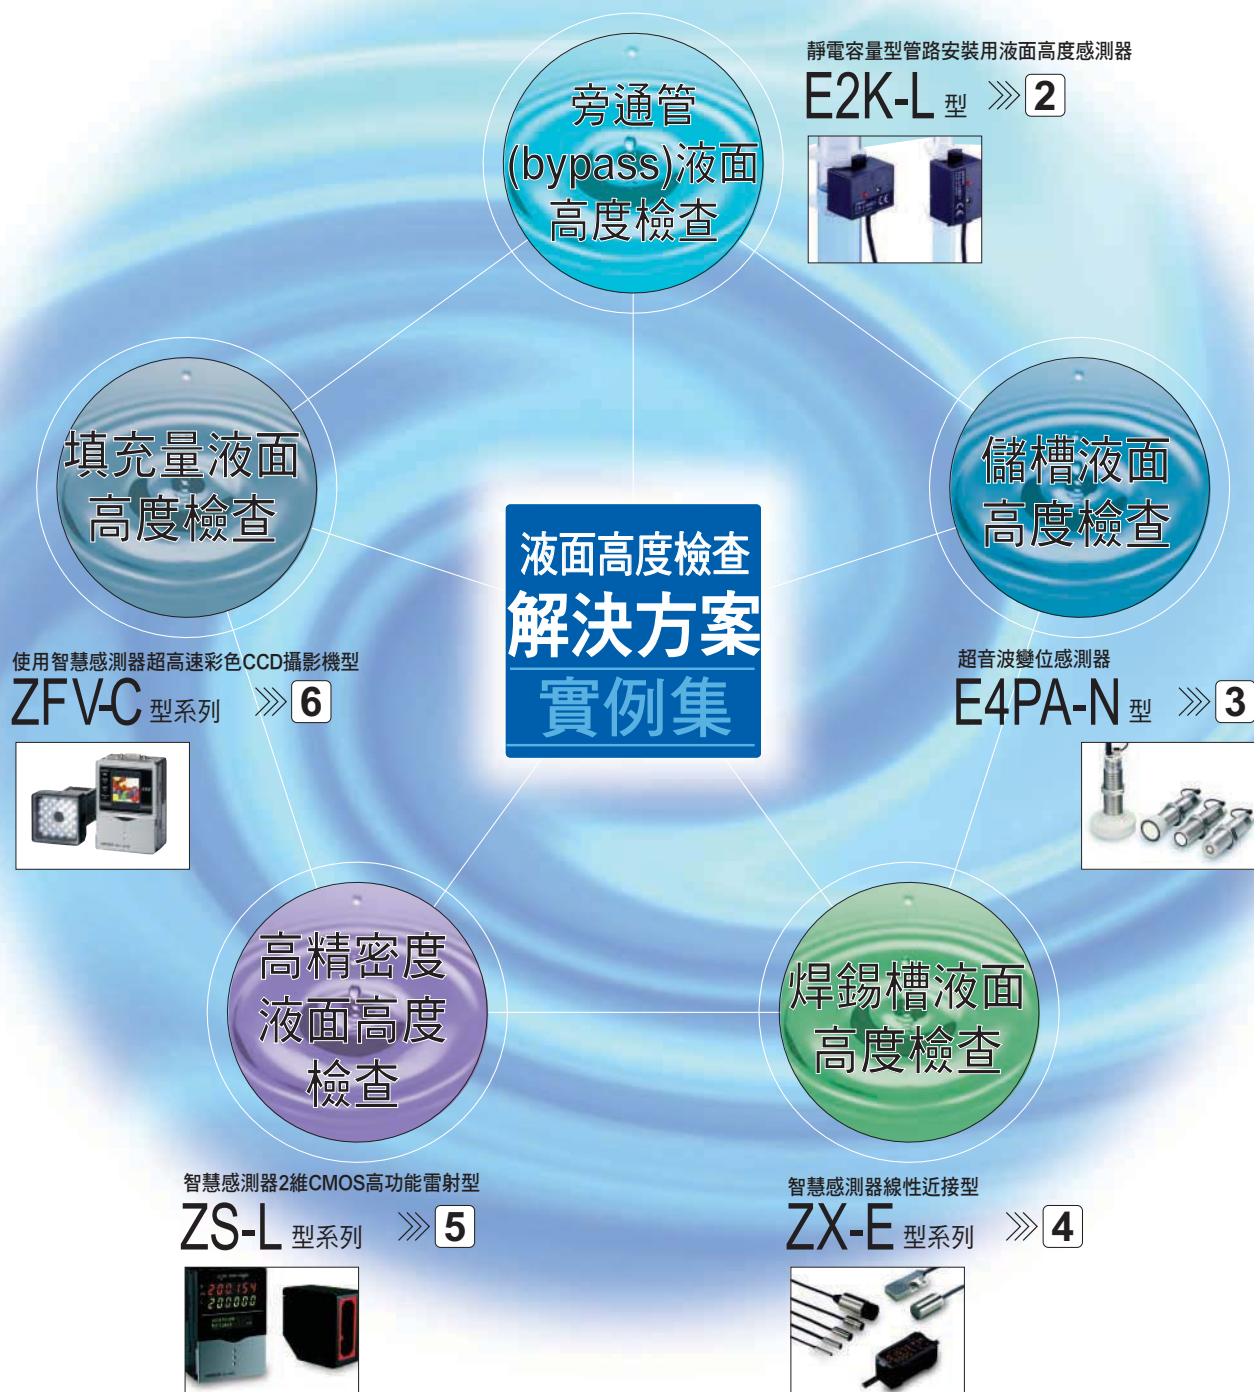 靜電容量型管路安裝用液面高度感測器
E2K-L 型 2
旁通管
(bypass)液面
高度檢查
填充量液面
高度檢查
儲槽液面
高度檢查
液面高度檢查
解決方案
實例集
使用智慧感測器超高速彩色CCD攝影機型
ZFV-C 型系列 6
超音波變位感測器
E4PA-N 型 3
高精密度
液面高度
檢查
焊錫槽液面
高度檢查
智慧感測器2維CMOS高功能雷射型
ZS-L 型系列 5
智慧感測器線性近接型
ZX-E 型系列 4
200.154
200.000